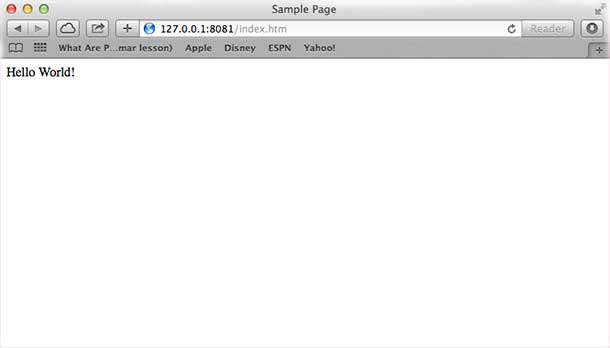 Sample Page
127.0.0.1:8081/index.htm
Reader
What Are P...mar lesson) Apple Disney ESPN Yahoo!
Hello World!